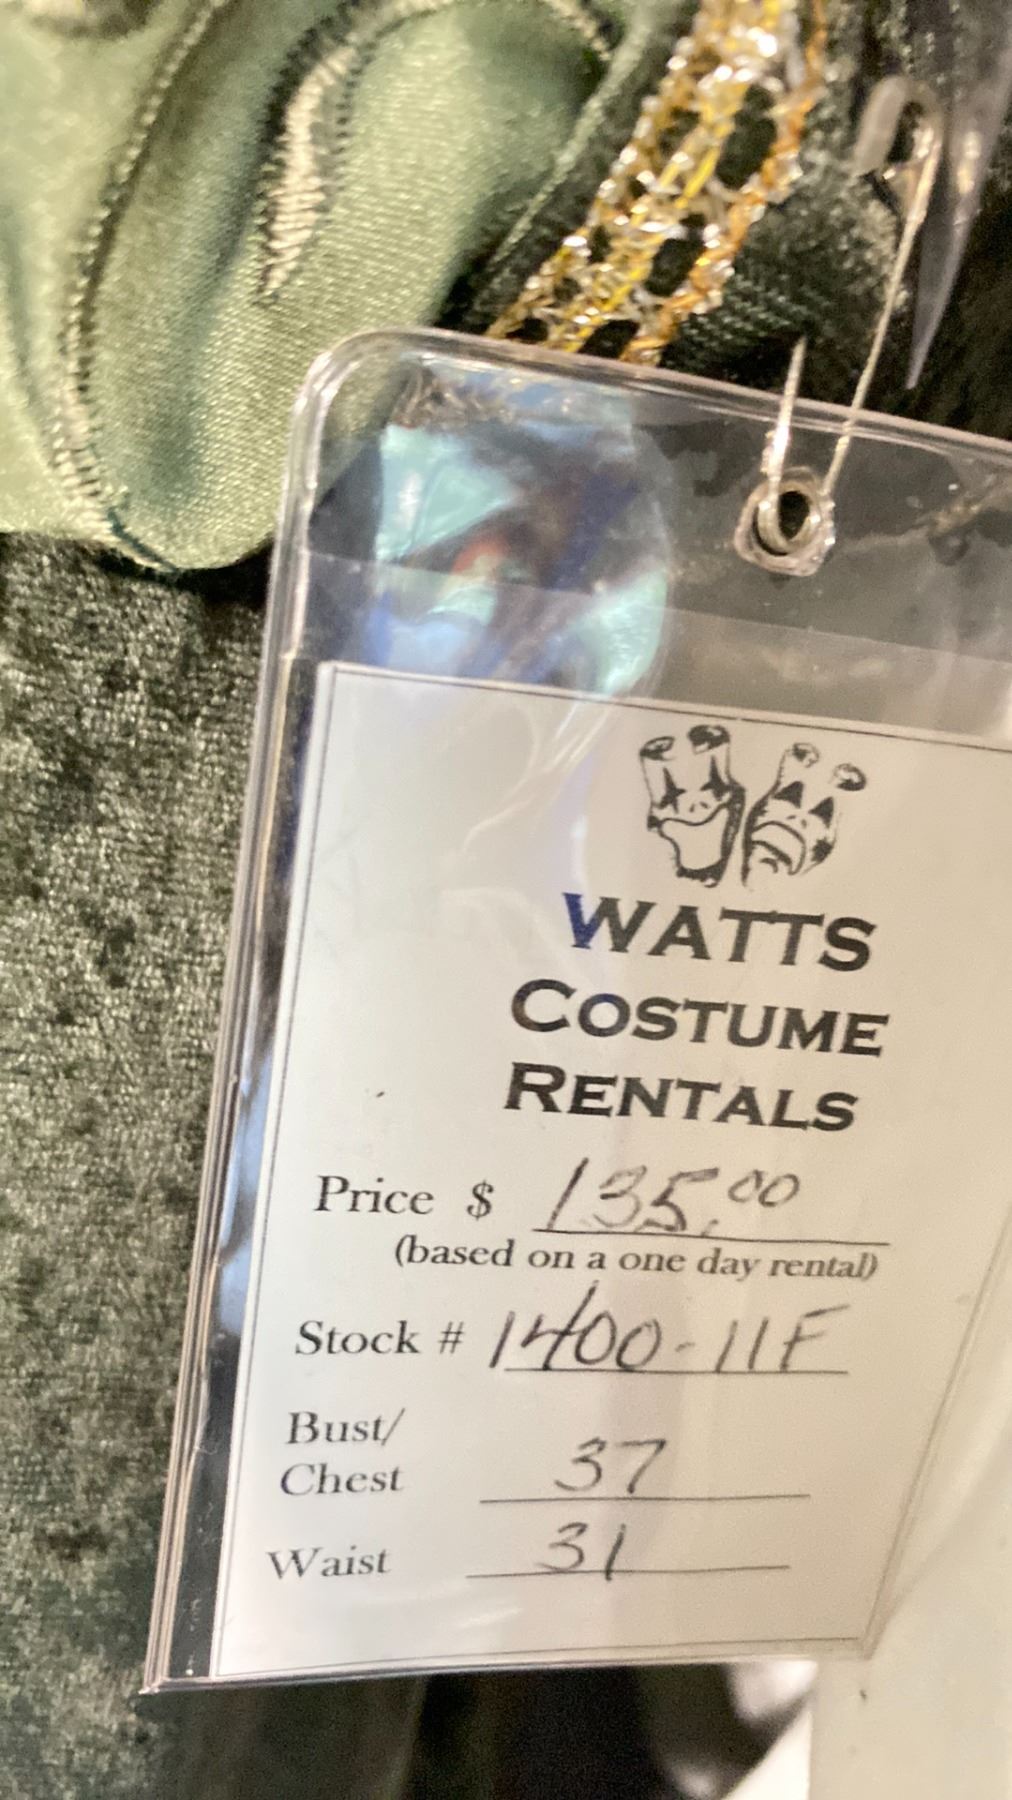 WATTS
COSTUME
RENTALS
Price $ 135.00
(based on a one day rental)
Stock # 1400-11F
Bust/
Chest 37
Waist 31